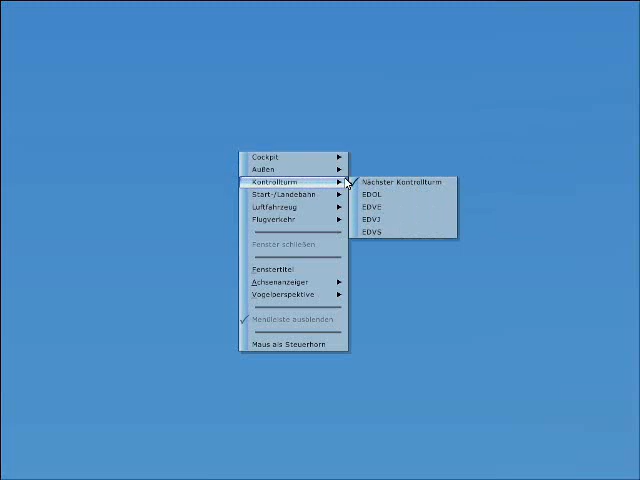 Cockpit
Außen
Kontrollturm
Start-/Landebahn
Luftfahrzeug
Flugverkehr
Fenster schließen
Fenstertitel
Achsenanzeiger
Vogelperspektive
Menüleiste ausblenden
Maus als Steuerhorn
Nächster Kontrollturm
EDOL
EDVE
EDVJ
EDVS